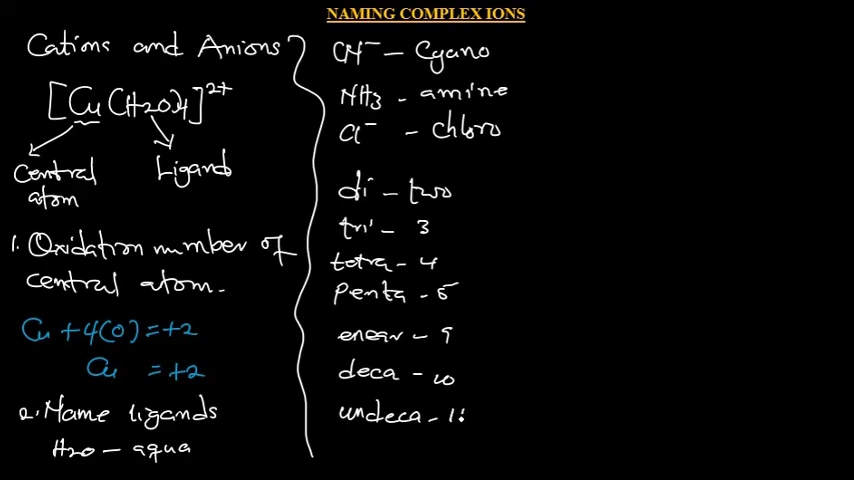 NAMING COMPLEX IONS
Cations and Anions
[Cu(H2O)4]2+
Central
atom
Ligand
1. Oxidation number of
central atom.
Cu + 4(0) = +2
Cu = +2
2. Name ligands
H2O - aqua
CN- - Cyano
NH3 - amine
Cl- - chloro
di - two
tri - 3
tetra - 4
penta - 5
- 9
deca - 10
undeca - 11